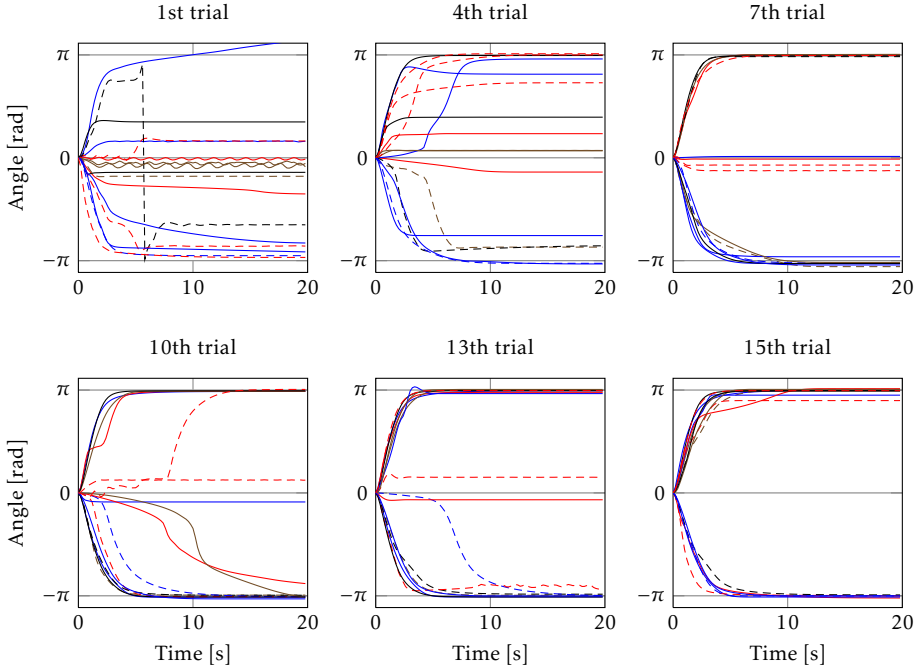 1st trial
4th trial
7th trial
π
0
−π
Angle [rad]
0
10
20
π
0
−π
0
10
20
π
0
−π
0
10
20
10th trial
13th trial
15th trial
π
0
−π
Angle [rad]
0
10
20
Time [s]
π
0
−π
0
10
20
Time [s]
π
0
−π
0
10
20
Time [s]